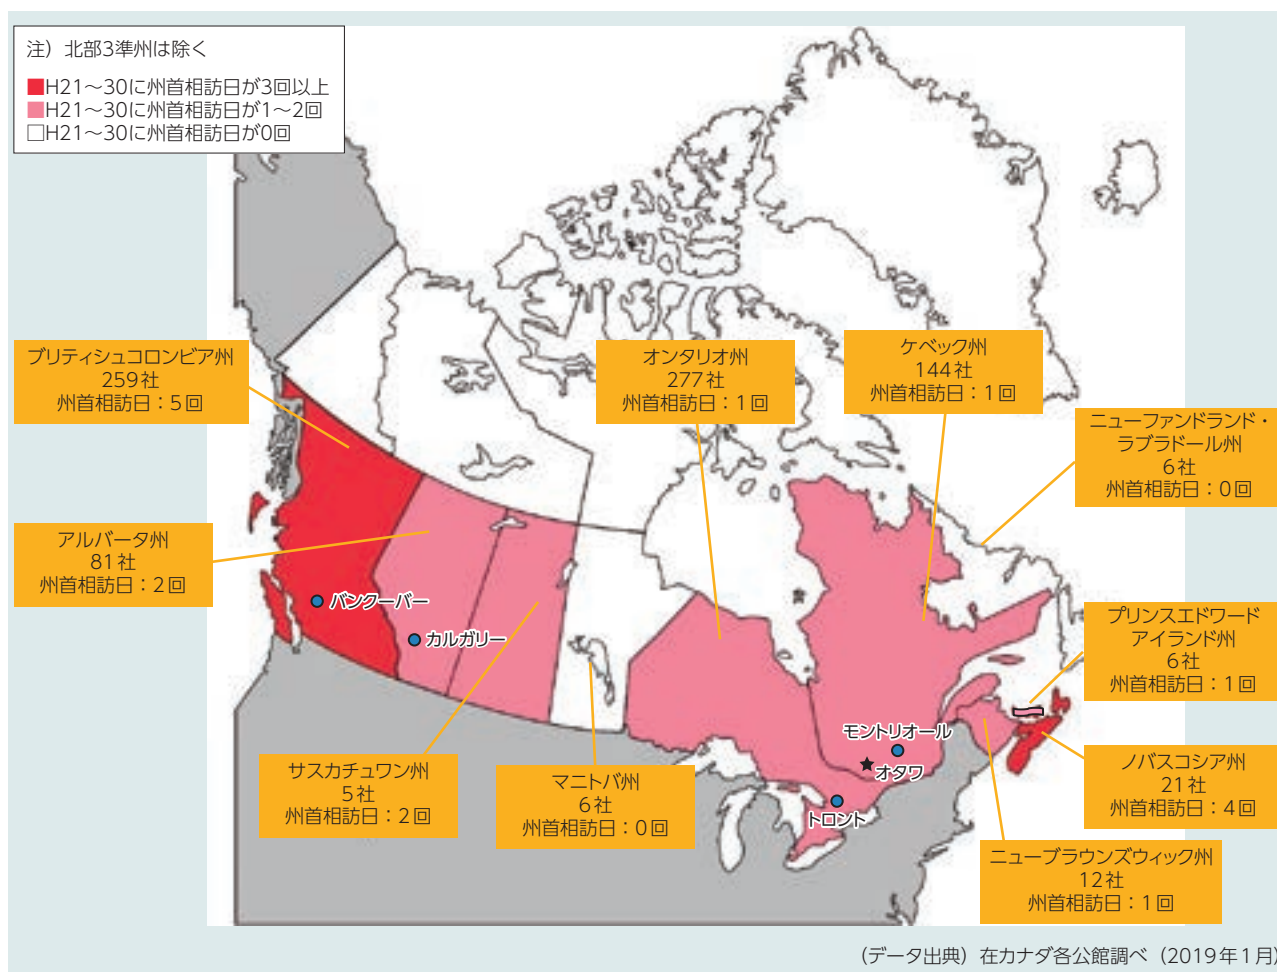 注）北部3準州は除く
■H21～30に州首相訪日が3回以上
■H21～30に州首相訪日が1～2回
□H21～30に州首相訪日が0回
ブリティシュコロンビア州
259社
州首相訪日：5回
オンタリオ州
277社
州首相訪日：1回
ケベック州
144社
州首相訪日：1回
ニューファンドランド・
ラブラドール州
6社
州首相訪日：0回
アルバータ州
81社
州首相訪日：2回
バンクーバー
カルガリー
プリンスエドワード
アイランド州
6社
州首相訪日：1回
モントリオール
★オタワ
トロント
サスカチュワン州
5社
州首相訪日：2回
マニトバ州
6社
州首相訪日：0回
ノバスコシア州
21社
州首相訪日：4回
ニューブラウンズウィック州
12社
州首相訪日：1回
（データ出典）在カナダ各公館調べ（2019年1月）